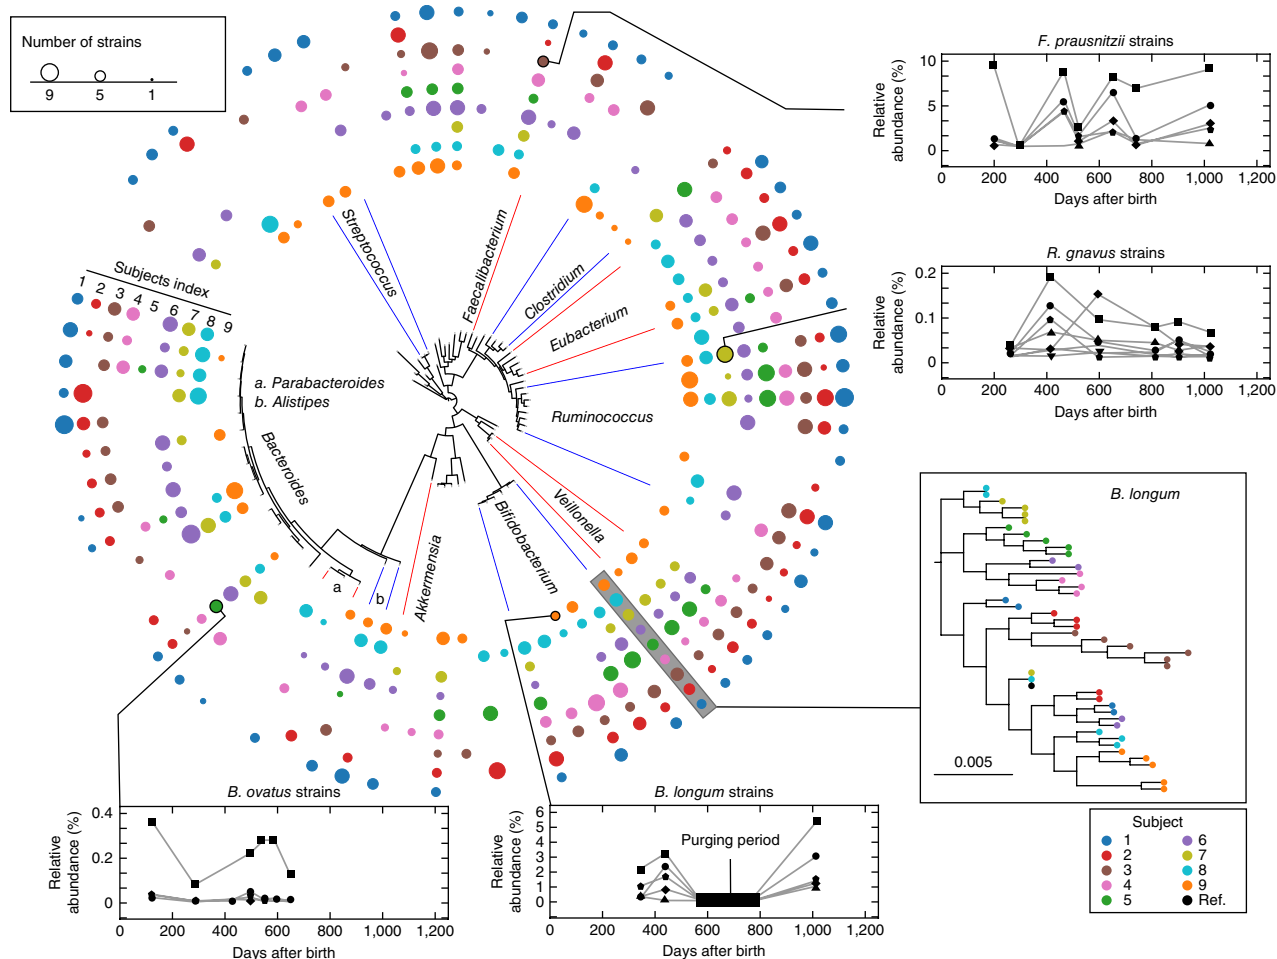 Number of strains
9 5 1
F. prausnitzii strains
Relative abundance (%)
10
5
0
0 200 400 600 800 1,000 1,200
Days after birth
R. gnavus strains
Relative abundance (%)
0.2
0.1
0
0 200 400 600 800 1,000 1,200
Days after birth
Streptococcus
Faecalibacterium
Clostridium
Eubacterium
Ruminococcus
Subjects index
1 2 3 4 5 6 7 8 9
a. Parabacteroides
b. Alistipes
Bacteroides
a
b
Akkermensia
Bifidobacterium
Veillonella
B. longum
0.005
B. ovatus strains
Relative abundance (%)
0.4
0.2
0
0 200 400 600 800 1,000 1,200
Days after birth
B. longum strains
Relative abundance (%)
6
5
4
3
2
1
0
Purging period
0 200 400 600 800 1,000 1,200
Days after birth
Subject
1 6
2 7
3 8
4 9
5 Ref.